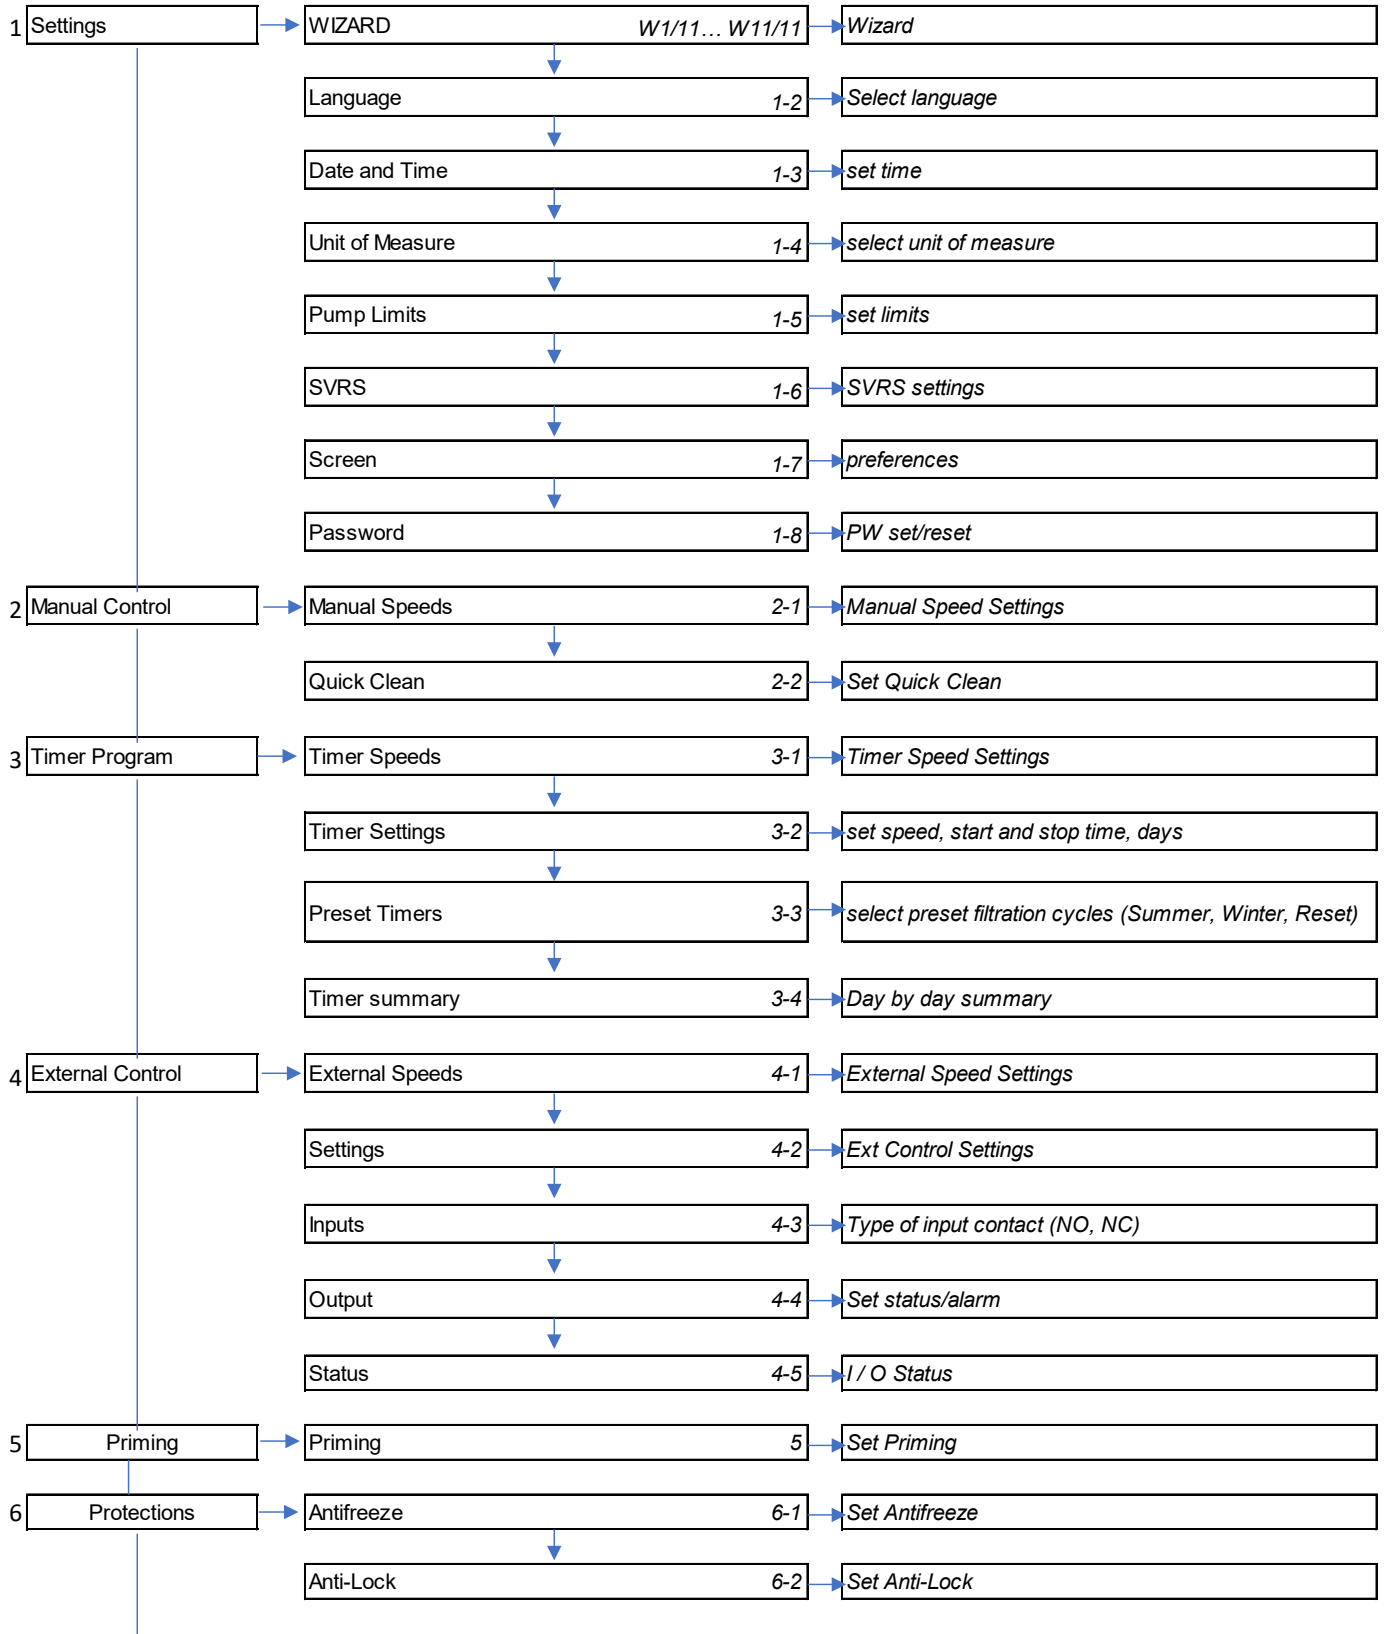 1 Settings WIZARD W1/11… W11/11 Wizard
Language 1-2 Select language
Date and Time 1-3 set time
Unit of Measure 1-4 select unit of measure
Pump Limits 1-5 set limits
SVRS 1-6 SVRS settings
Screen 1-7 preferences
Password 1-8 PW set/reset
2 Manual Control Manual Speeds 2-1 Manual Speed Settings
Quick Clean 2-2 Set Quick Clean
3 Timer Program Timer Speeds 3-1 Timer Speed Settings
Timer Settings 3-2 set speed, start and stop time, days
Preset Timers 3-3 select preset filtration cycles (Summer, Winter, Reset)
Timer summary 3-4 Day by day summary
4 External Control External Speeds 4-1 External Speed Settings
Settings 4-2 Ext Control Settings
Inputs 4-3 Type of input contact (NO, NC)
Output 4-4 Set status/alarm
Status 4-5 I / O Status
5 Priming Priming 5 Set Priming
6 Protections Antifreeze 6-1 Set Antifreeze
Anti-Lock 6-2 Set Anti-Lock